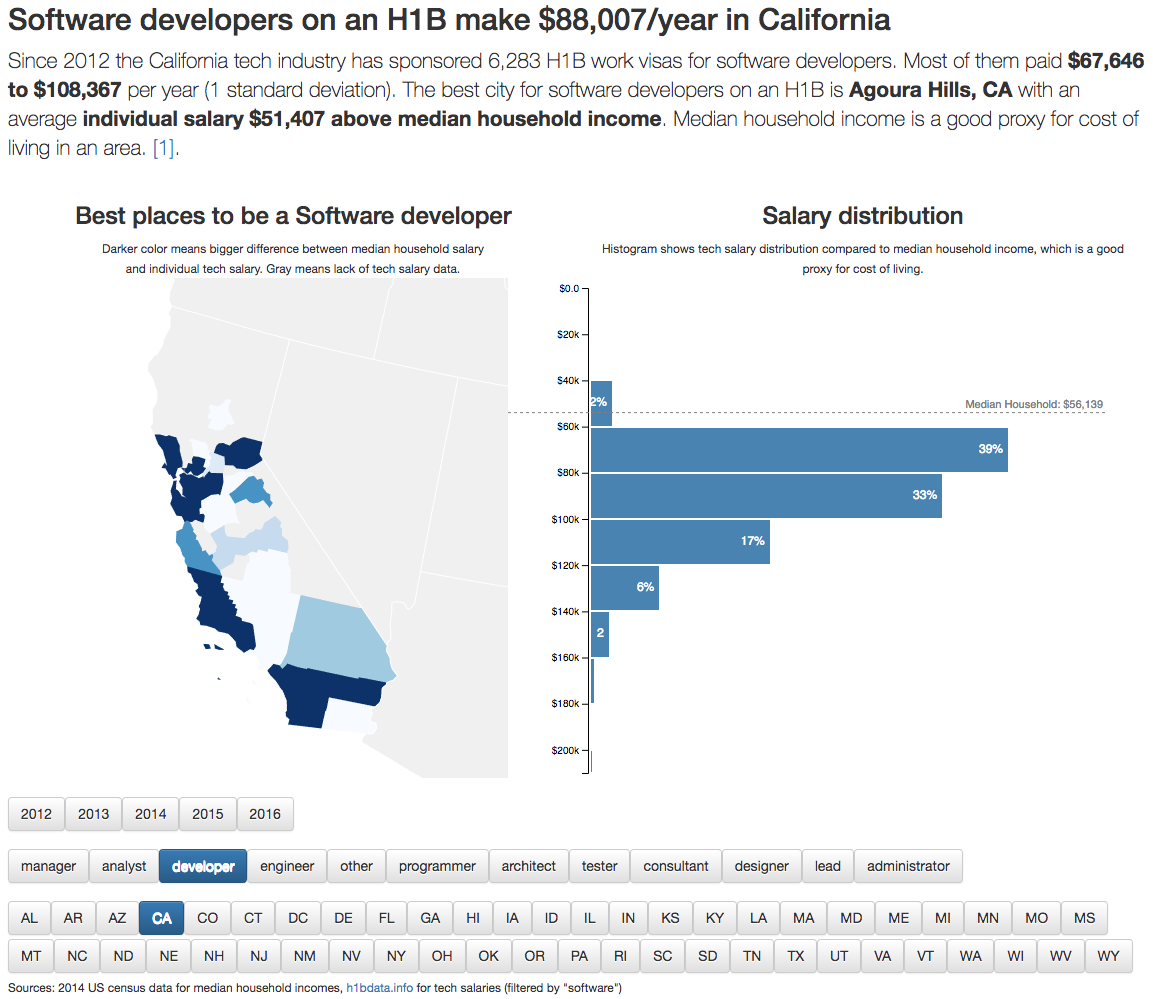 Software developers on an H1B make $88,007/year in California
Since 2012 the California tech industry has sponsored 6,283 H1B work visas for software developers. Most of them paid $67,646
to $108,367 per year (1 standard deviation). The best city for software developers on an H1B is Agoura Hills, CA with an
average individual salary $51,407 above median household income. Median household income is a good proxy for cost of
living in an area. [1].
Best places to be a Software developer
Darker color means bigger difference between median household salary
and individual tech salary. Gray means lack of tech salary data.
Salary distribution
Histogram shows tech salary distribution compared to median household income, which is a good
proxy for cost of living.
$0.0
$20k
$40k
2%
Median Household: $56,139
$60k
39%
$80k
33%
$100k
17%
$120k
6%
$140k
2
$160k
$180k
$200k
2012 2013 2014 2015 2016
manager analyst developer engineer other programmer architect tester consultant designer lead administrator
AL AR AZ CA CO CT DC DE FL GA HI IA ID IL IN KS KY LA MA MD ME MI MN MO MS
MT NC ND NE NH NJ NM NV NY OH OK OR PA RI SC SD TN TX UT VA VT WA WI WV WY
Sources: 2014 US census data for median household incomes, h1bdata.info for tech salaries (filtered by "software")